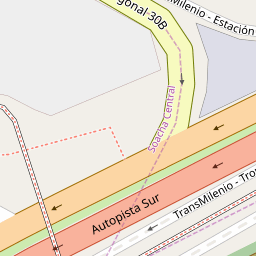 gonal 30B
Milenio - Estación
Soacha Central
Autopista Sur
TransMilenio - Tro